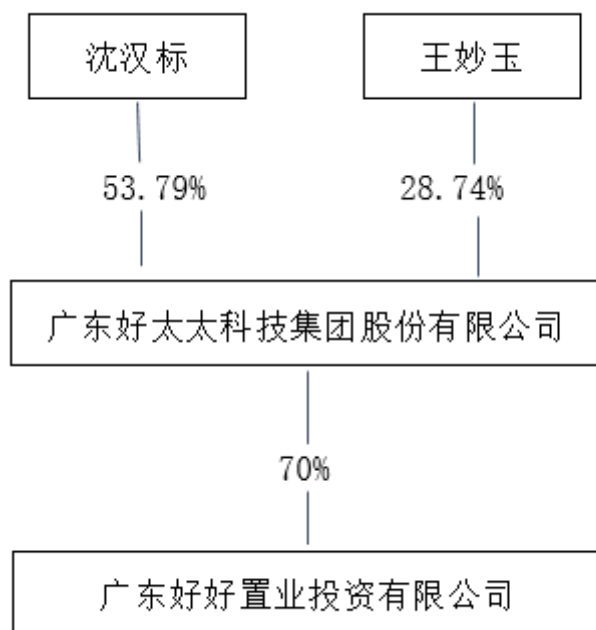 沈汉标
王妙玉
53.79%
28.74%
广东好太太科技集团股份有限公司
70%
广东好好置业投资有限公司